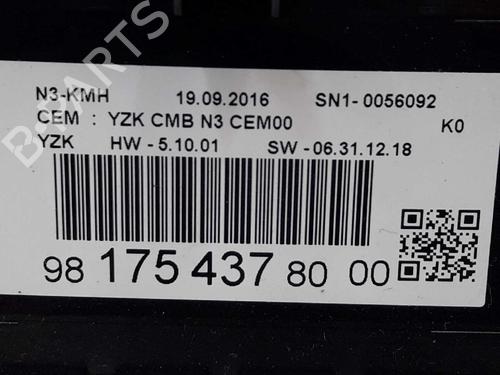 B-PARTS
N3-KMH 19.09.2016 SN1- 0056092
CEM : YZK CMB N3 CEM00 K0
YZK HW - 5.10.01 SW - 06.31.12.18
98 175 437 80 00